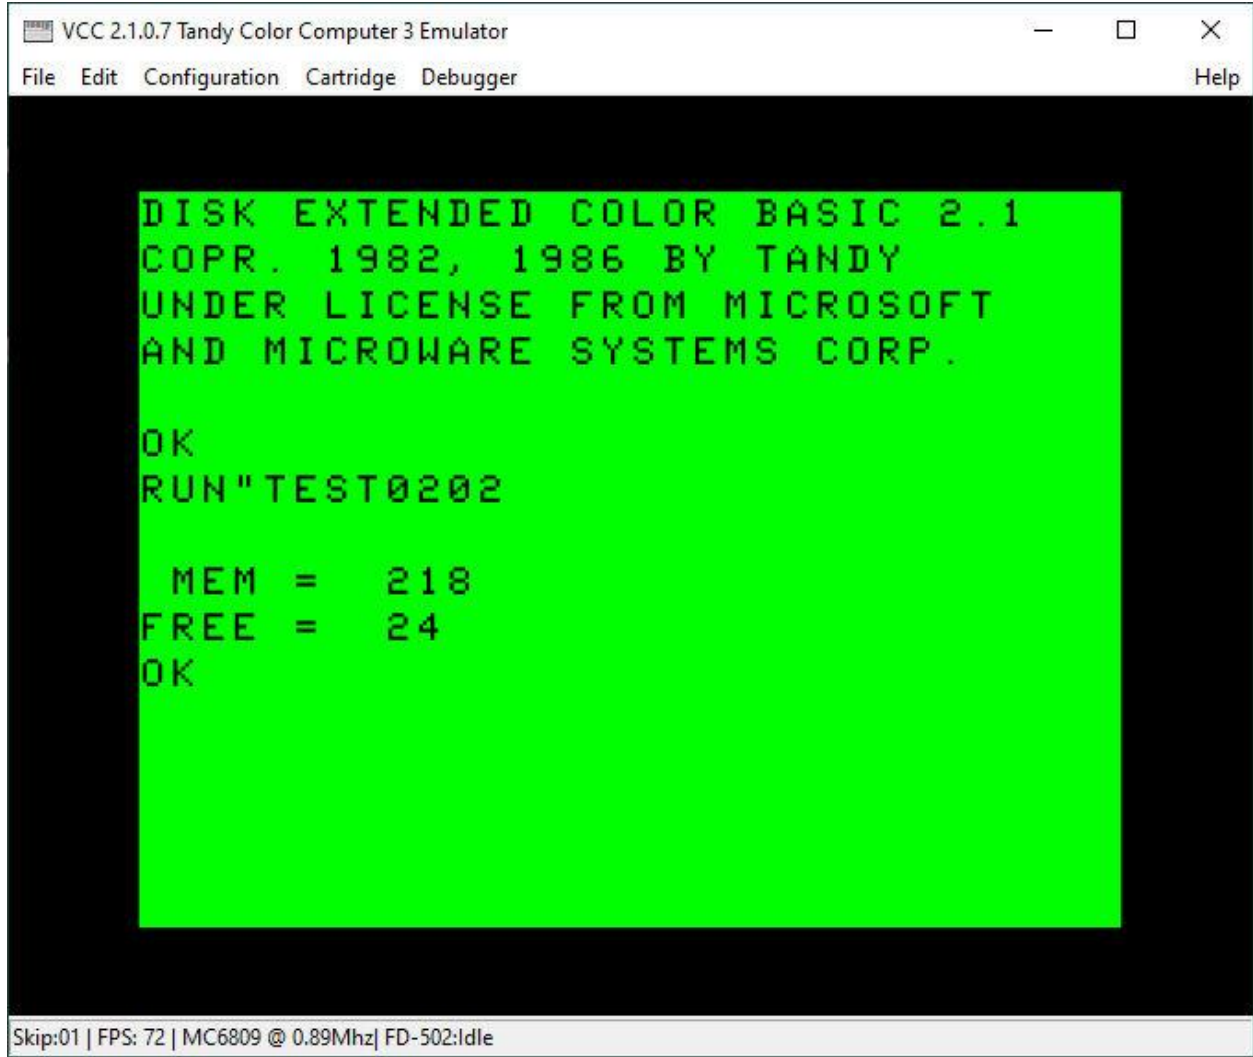 VCC 2.1.0.7 Tandy Color Computer 3 Emulator
File Edit Configuration Cartridge Debugger Help
DISK EXTENDED COLOR BASIC 2.1
COPR. 1982, 1986 BY TANDY
UNDER LICENSE FROM MICROSOFT
AND MICROWARE SYSTEMS CORP.
OK
RUN"TEST0202
MEM = 218
FREE = 24
OK
Skip:01 | FPS: 72 | MC6809 @ 0.89Mhz| FD-502:Idle